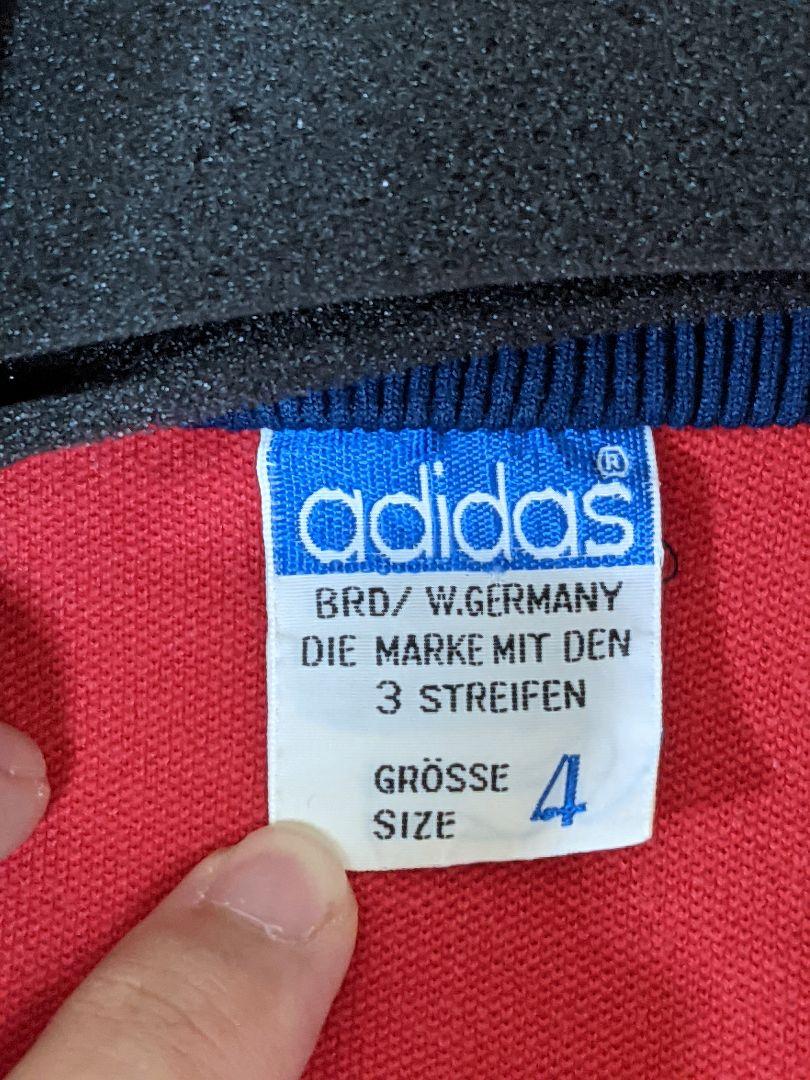 adidas®
BRD/ W.GERMANY
DIE MARKE MIT DEN
3 STREIFEN
GRÖSSE 4
SIZE